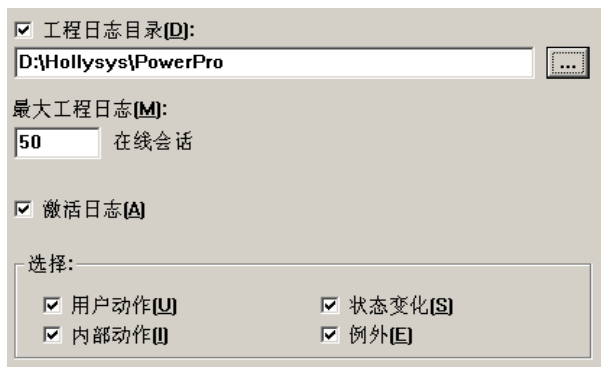 工程日志目录(D):
D:\Hollysys\PowerPro
...
最大工程日志(M):
50 在线会话
激活日志(A)
选择:
用户动作(U) 状态变化(S)
内部动作(I) 例外(E)